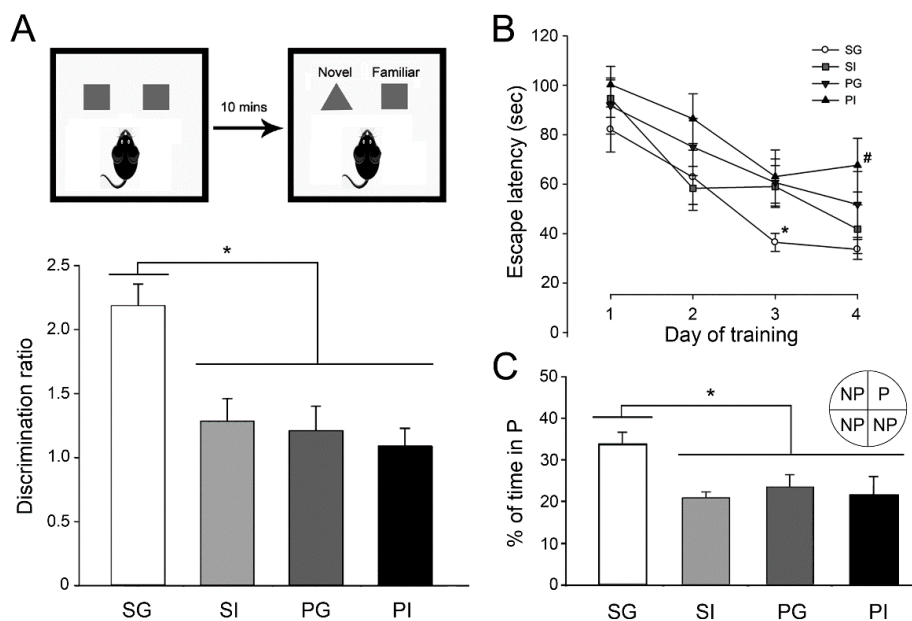 A
Novel Familiar
10 mins
2.5
2.0
1.5
1.0
0.5
0
Discrimination ratio
*
SG SI PG PI
B
120
100
80
60
40
20
0
Escape latency (sec)
SG
SI
PG
PI
#
*
1 2 3 4
Day of training
C
50
40
30
20
10
0
% of time in P
*
NP P
NP NP
SG SI PG PI